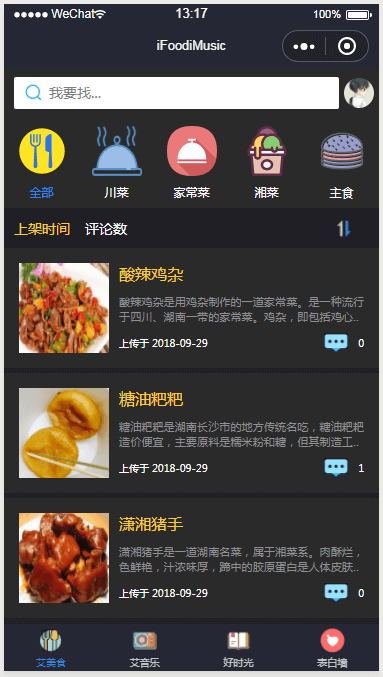 WeChat 13:17 100%
iFoodiMusic
我要找...
全部 川菜 家常菜 湘菜 主食
上架时间 评论数
酸辣鸡杂
酸辣鸡杂是用鸡杂制作的一道家常菜。是一种流行
于四川、湖南一带的家常菜。鸡杂，即包括鸡心..
上传于 2018-09-29 0
糖油粑粑
糖油粑粑是湖南长沙市的地方传统名吃，糖油粑粑
造价便宜，主要原料是糯米粉和糖，但其制造工..
上传于 2018-09-29 0
潇湘猪手
潇湘猪手是一道湖南名菜，属于湘菜系。肉酥烂，
色鲜艳，汁浓味厚，蹄中的胶原蛋白是人体皮肤..
上传于 2018-09-29 0
艾美食 艾音乐 好时光 表白墙